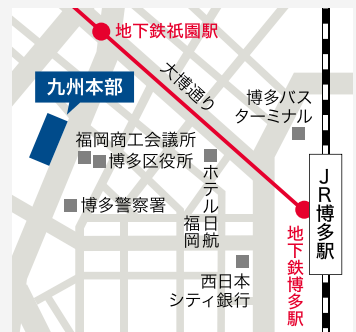 地下鉄祇園駅
大博通り
九州本部
博多バス
ターミナル
福岡商工会議所
博多区役所
ホテル日航
福岡
JR博多駅
博多警察署
地下鉄博多駅
西日本
シティ銀行